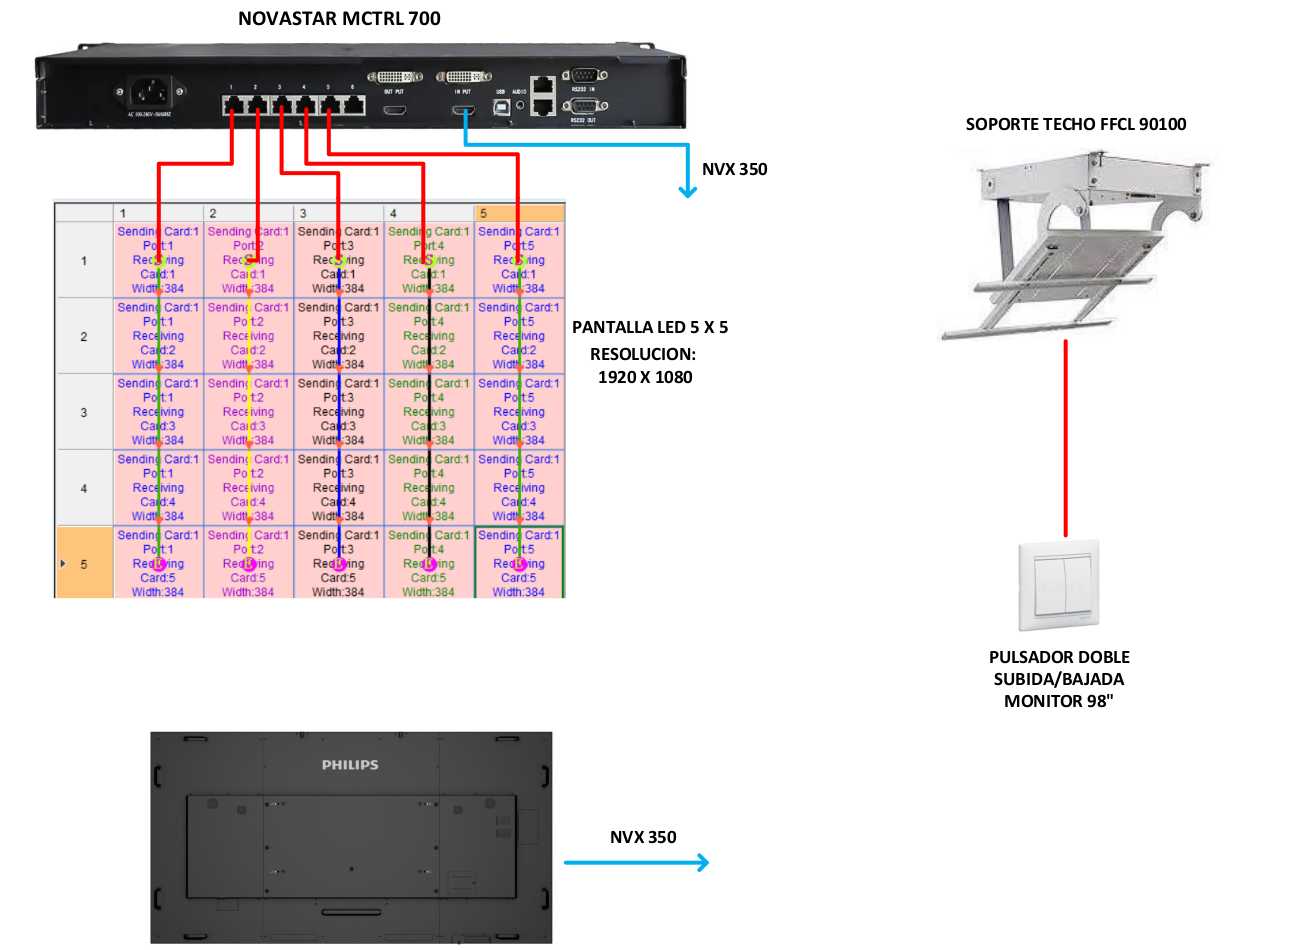 NOVASTAR MCTRL 700
1 2 3 4 5 6
OUT PUT
IN PUT
USB AUDIO
RS232 IN
AC 100-240V~50/60HZ
RS232 OUT
NVX 350
1 2 3 4 5
1
Sending Card:1 Sending Card:1 Sending Card:1 Sending Card:1 Sending Card:1
Port:1 Port:2 Port:3 Port:4 Port:5
Receiving Receiving Receiving Receiving Receiving
Card:1 Card:1 Card:1 Card:1 Card:1
Width:384 Width:384 Width:384 Width:384 Width:384
2
Sending Card:1 Sending Card:1 Sending Card:1 Sending Card:1 Sending Card:1
Port:1 Port:2 Port:3 Port:4 Port:5
Receiving Receiving Receiving Receiving Receiving
Card:2 Card:2 Card:2 Card:2 Card:2
Width:384 Width:384 Width:384 Width:384 Width:384
3
Sending Card:1 Sending Card:1 Sending Card:1 Sending Card:1 Sending Card:1
Port:1 Port:2 Port:3 Port:4 Port:5
Receiving Receiving Receiving Receiving Receiving
Card:3 Card:3 Card:3 Card:3 Card:3
Width:384 Width:384 Width:384 Width:384 Width:384
4
Sending Card:1 Sending Card:1 Sending Card:1 Sending Card:1 Sending Card:1
Port:1 Port:2 Port:3 Port:4 Port:5
Receiving Receiving Receiving Receiving Receiving
Card:4 Card:4 Card:4 Card:4 Card:4
Width:384 Width:384 Width:384 Width:384 Width:384
5
Sending Card:1 Sending Card:1 Sending Card:1 Sending Card:1 Sending Card:1
Port:1 Port:2 Port:3 Port:4 Port:5
Receiving Receiving Receiving Receiving Receiving
Card:5 Card:5 Card:5 Card:5 Card:5
Width:384 Width:384 Width:384 Width:384 Width:384
PANTALLA LED 5 X 5
RESOLUCION:
1920 X 1080
SOPORTE TECHO FFCL 90100
PULSADOR DOBLE
SUBIDA/BAJADA
MONITOR 98"
PHILIPS
NVX 350